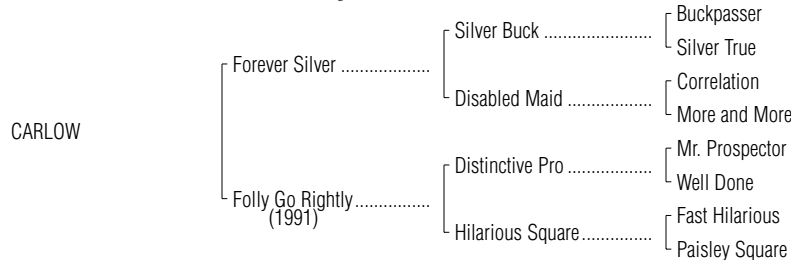 Buckpasser
Silver Buck ......................
Silver True
Forever Silver ...................
Correlation
Disabled Maid .................
More and More
CARLOW
Mr. Prospector
Distinctive Pro .................
Well Done
Folly Go Rightly................
(1991)
Fast Hilarious
Hilarious Square..............
Paisley Square